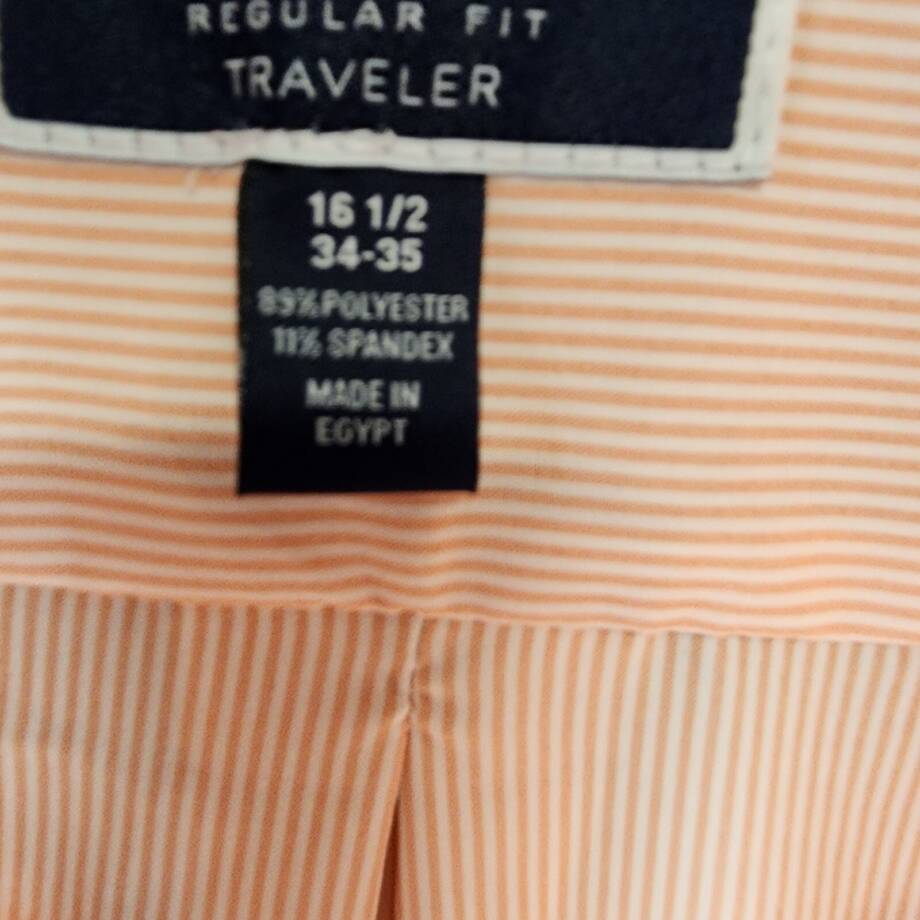 REGULAR FIT
TRAVELER
16 1/2
34-35
89% POLYESTER
11% SPANDEX
MADE IN
EGYPT